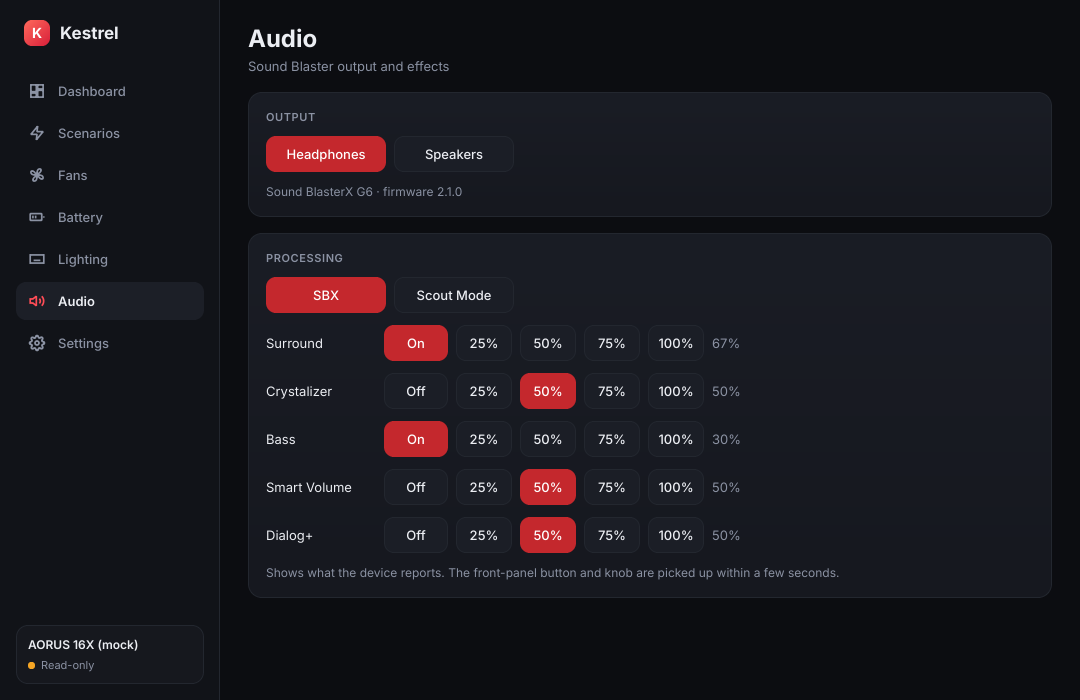 K Kestrel
Dashboard
Scenarios
Fans
Battery
Lighting
Audio
Settings
AORUS 16X (mock)
Read-only
Audio
Sound Blaster output and effects
OUTPUT
Headphones Speakers
Sound BlasterX G6 · firmware 2.1.0
PROCESSING
SBX Scout Mode
Surround On 25% 50% 75% 100% 67%
Crystalizer Off 25% 50% 75% 100% 50%
Bass On 25% 50% 75% 100% 30%
Smart Volume Off 25% 50% 75% 100% 50%
Dialog+ Off 25% 50% 75% 100% 50%
Shows what the device reports. The front-panel button and knob are picked up within a few seconds.